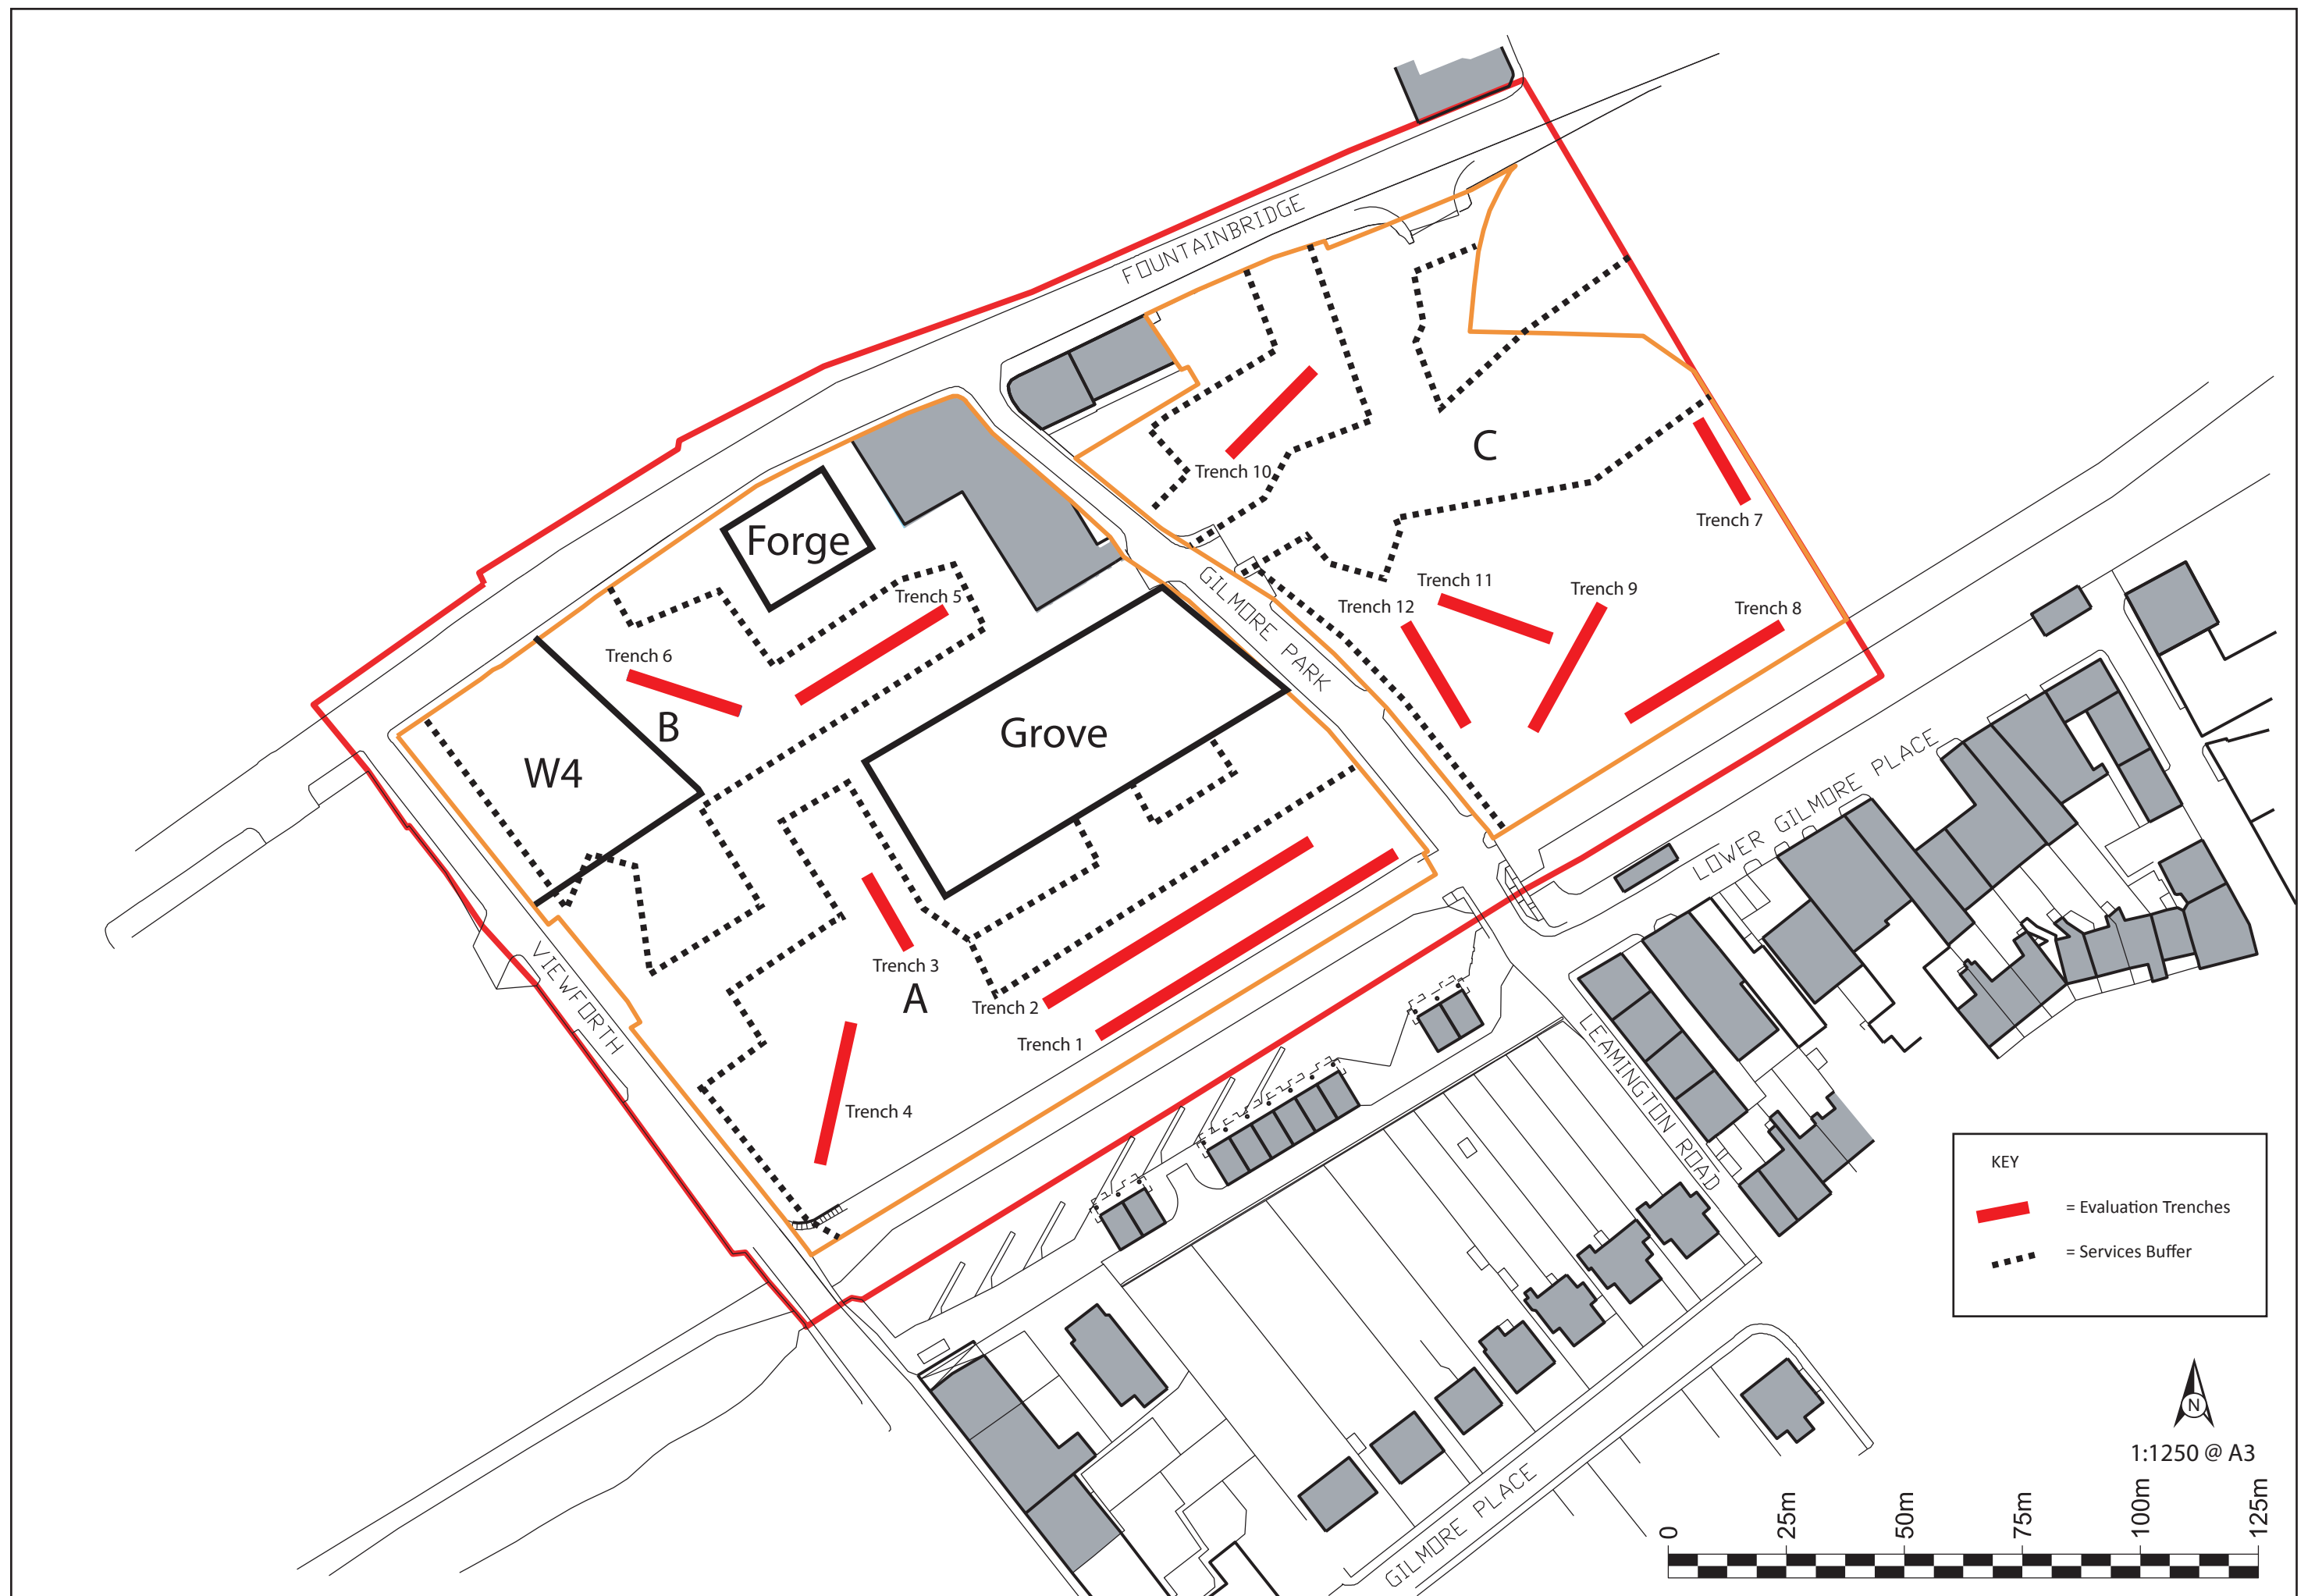 FOUNTAINBRIDGE
C
Trench 10
Trench 7
Forge
GILMORE PARK
Trench 11
Trench 9
Trench 12
Trench 8
Trench 5
Trench 6
B
Grove
W4
LOWER GILMORE PLACE
VIEWFORTH
Trench 3
A
Trench 2
Trench 1
Trench 4
LEAMINGTON ROAD
KEY
= Evaluation Trenches
= Services Buffer
N
1:1250 @ A3
GILMORE PLACE
0 25m 50m 75m 100m 125m